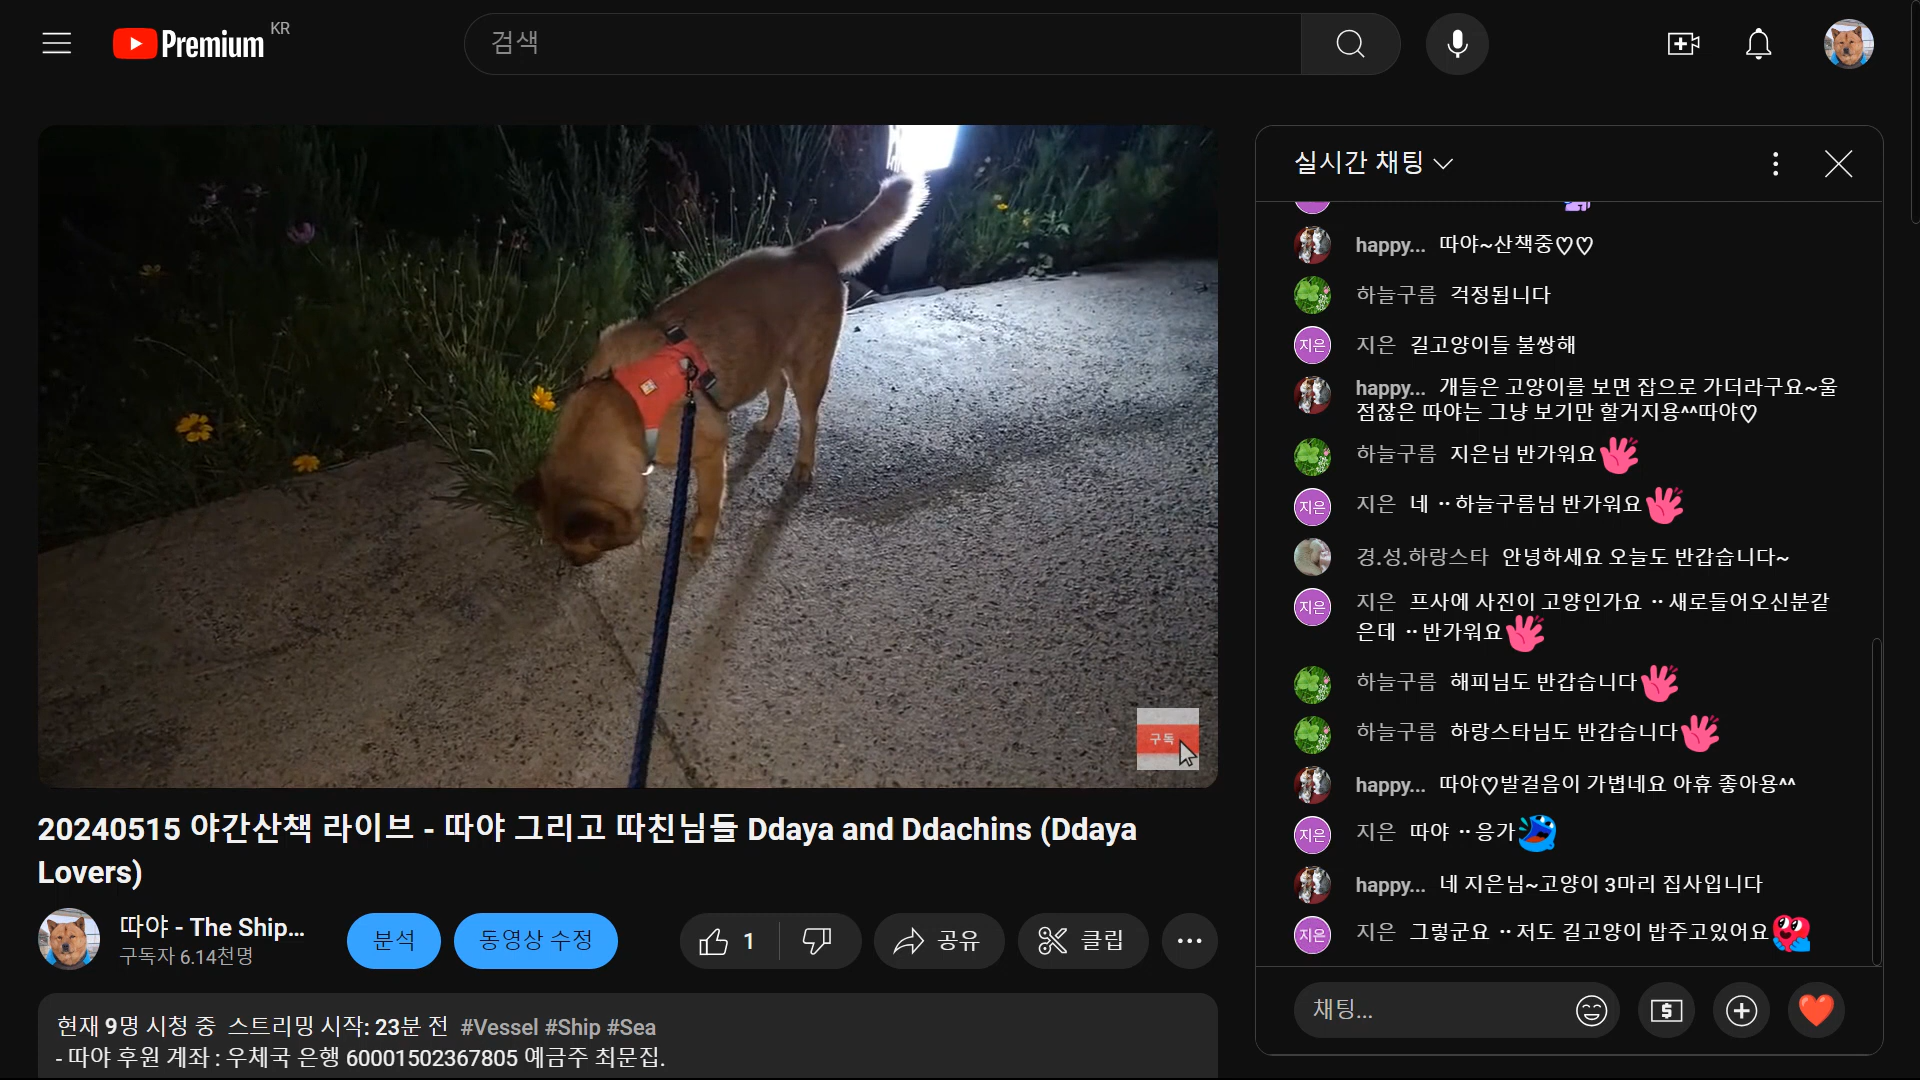 Premium KR
검색
실시간 채팅
happy... 따야~산책중♡♡
하늘구름 걱정됩니다
지은 지은 길고양이들 불쌍해
happy... 개들은 고양이를 보면 잡으로 가더라구요~울
점잖은 따야는 그냥 보기만 할거지용^^따야♡
하늘구름 지은님 반가워요
지은 지은 네 ··하늘구름님 반가워요
경.성.하랑스타 안녕하세요 오늘도 반갑습니다~
지은 지은 프사에 사진이 고양인가요 ··새로들어오신분같
은데 ··반가워요
하늘구름 해피님도 반갑습니다
하늘구름 하랑스타님도 반갑습니다
happy... 따야♡발걸음이 가볍네요 아휴 좋아용^^
지은 지은 따야 ··응가
happy... 네 지은님~고양이 3마리 집사입니다
지은 지은 그렇군요 ··저도 길고양이 밥주고있어요
채팅...
구독
20240515 야간산책 라이브 - 따야 그리고 따친님들 Ddaya and Ddachins (Ddaya
Lovers)
따야 - The Ship...
구독자 6.14천명
분석
동영상 수정
1
공유
클립
현재 9명 시청 중 스트리밍 시작: 23분 전 #Vessel #Ship #Sea
- 따야 후원 계좌 : 우체국 은행 60001502367805 예금주 최문집.